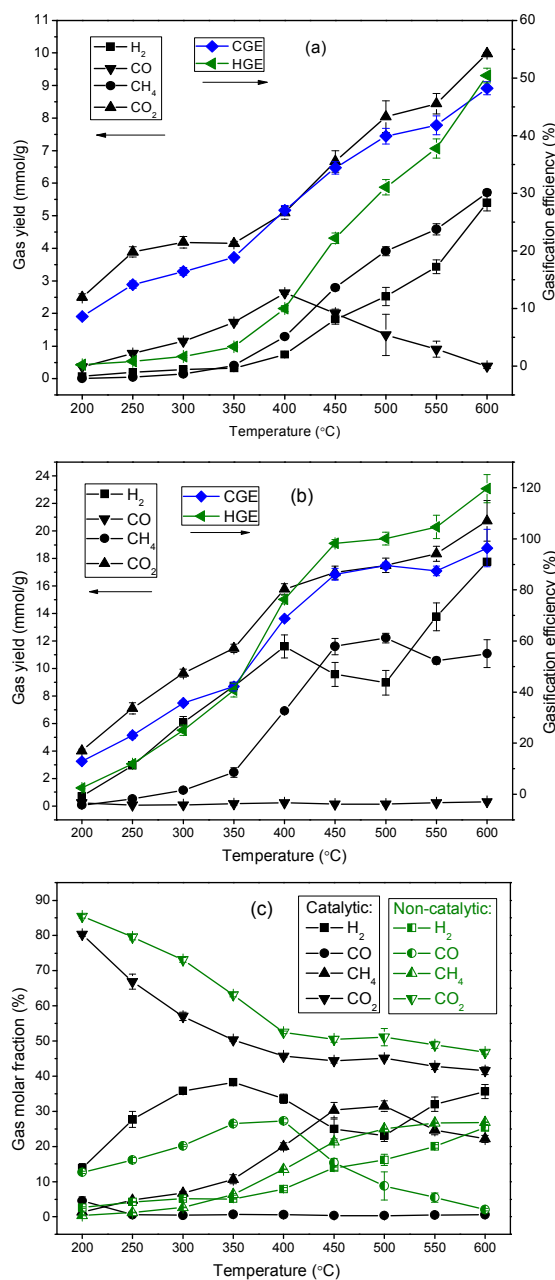 (a)
H2
CO
CH4
CO2
CGE
HGE
Gas yield (mmol/g)
11
10
9
8
7
6
5
4
3
2
1
0
Gasification efficiency (%)
60
50
40
30
20
10
0
200 250 300 350 400 450 500 550 600
Temperature (°C)
(b)
H2
CO
CH4
CO2
CGE
HGE
Gas yield (mmol/g)
24
22
20
18
16
14
12
10
8
6
4
2
0
Gasification efficiency (%)
120
100
80
60
40
20
0
200 250 300 350 400 450 500 550 600
Temperature (°C)
(c)
Catalytic:
H2
CO
CH4
CO2
Non-catalytic:
H2
CO
CH4
CO2
Gas molar fraction (%)
90
80
70
60
50
40
30
20
10
0
200 250 300 350 400 450 500 550 600
Temperature (°C)